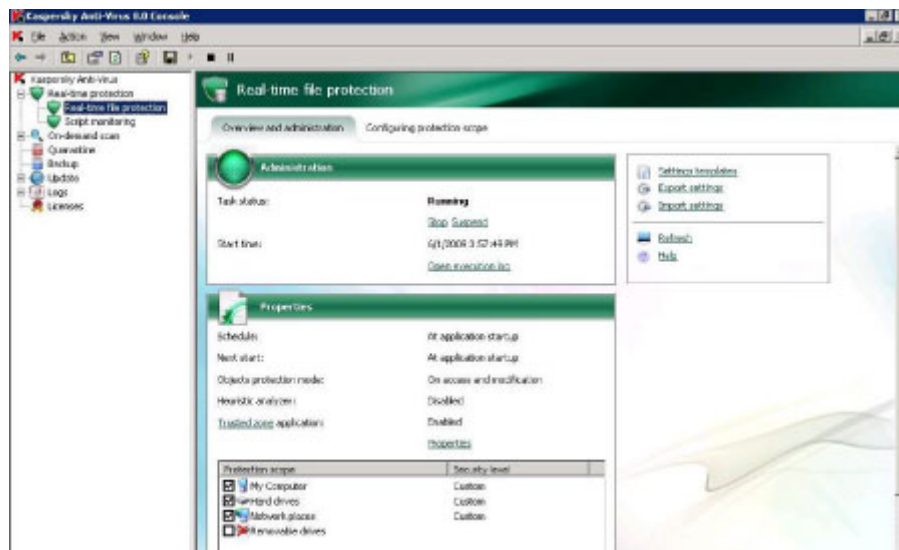 Kaspersky Anti-Virus 8.0 Console
File Action View Window Help
Kaspersky Anti-Virus
Real-time protection
Real-time file protection
Script monitoring
On-demand scan
Quarantine
Backup
Update
Logs
Licenses
Real-time file protection
Overview and administration
Configuring protection scope
Administration
Task status: Running
Stop Suspend
Start time: 6/1/2009 3:57:49 PM
Open execution log
Settings templates
Export settings
Import settings
Refresh
Help
Properties
Schedule: At application startup
Next start: At application startup
Objects protection mode: On access and modification
Heuristic analyzer: Disabled
Trusted zone application: Enabled
Properties
Protection scope Security level
My Computer Custom
Hard drives Custom
Network places Custom
Removable drives